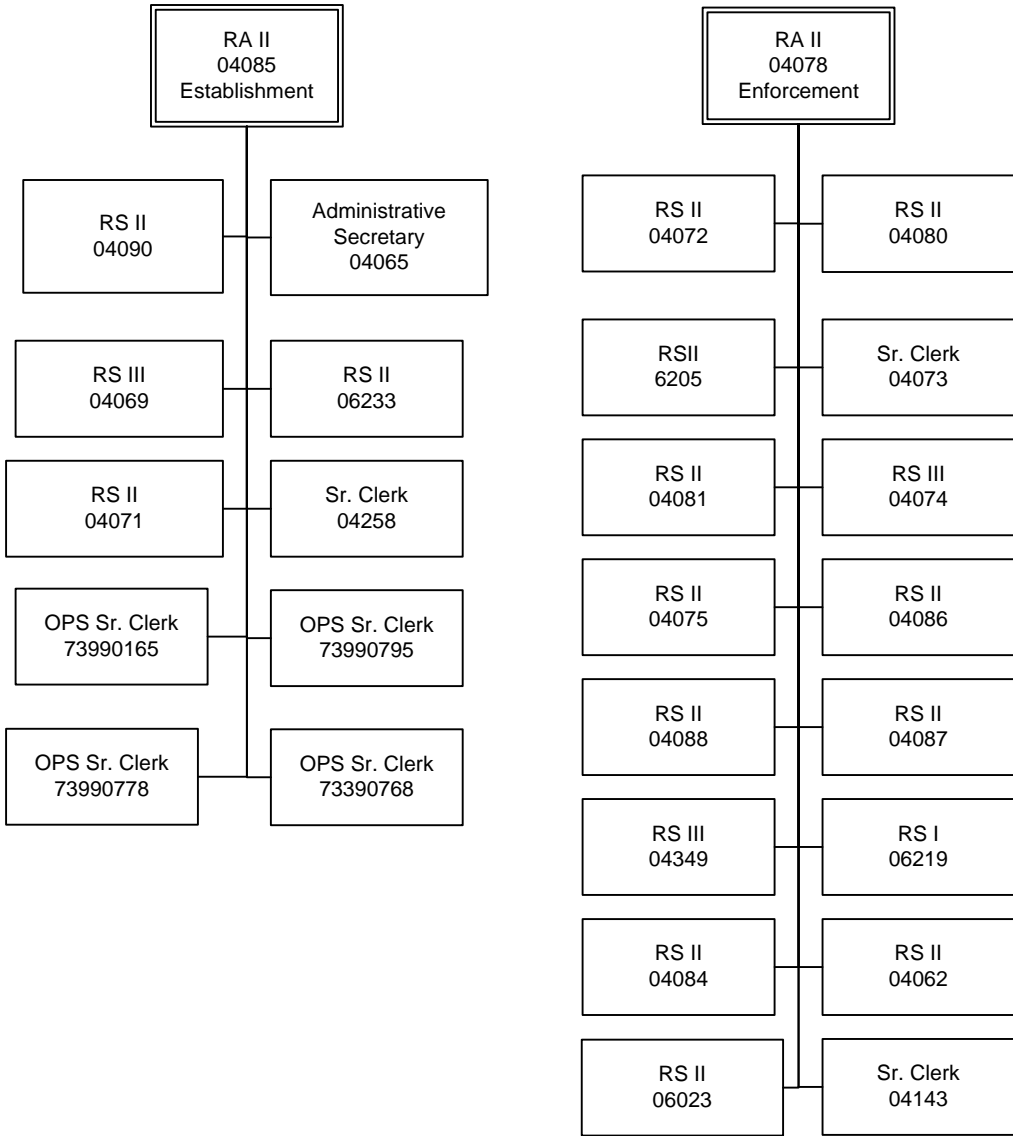 RA II
04085
Establishment
RS II
04090
Administrative
Secretary
04065
RS III
04069
RS II
06233
RS II
04071
Sr. Clerk
04258
OPS Sr. Clerk
73990165
OPS Sr. Clerk
73990795
OPS Sr. Clerk
73990778
OPS Sr. Clerk
73390768
RA II
04078
Enforcement
RS II
04072
RS II
04080
RSII
6205
Sr. Clerk
04073
RS II
04081
RS III
04074
RS II
04075
RS II
04086
RS II
04088
RS II
04087
RS III
04349
RS I
06219
RS II
04084
RS II
04062
RS II
06023
Sr. Clerk
04143